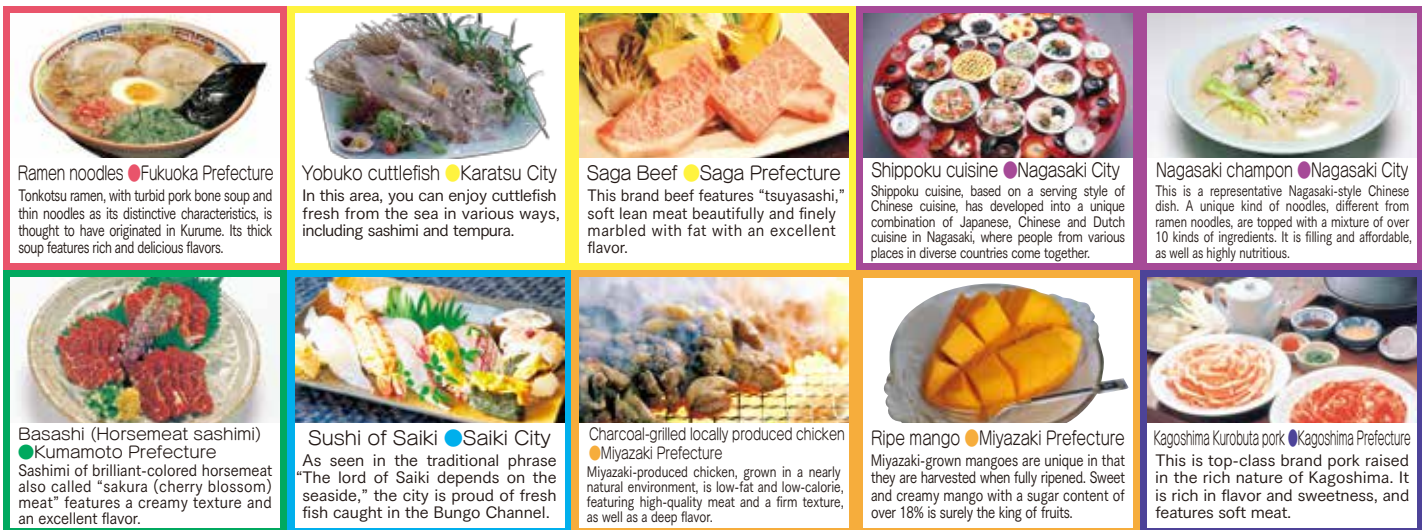 Ramen noodles ●Fukuoka Prefecture
Tonkotsu ramen, with turbid pork bone soup and
thin noodles as its distinctive characteristics, is
thought to have originated in Kurume. Its thick
soup features rich and delicious flavors.
Yobuko cuttlefish ●Karatsu City
In this area, you can enjoy cuttlefish
fresh from the sea in various ways,
including sashimi and tempura.
Saga Beef ●Saga Prefecture
This brand beef features “tsuyasashi,”
soft lean meat beautifully and finely
marbled with fat with an excellent
flavor.
Shippoku cuisine ●Nagasaki City
Shippoku cuisine, based on a serving style of
Chinese cuisine, has developed into a unique
combination of Japanese, Chinese and Dutch
cuisine in Nagasaki, where people from various
places in diverse countries come together.
Nagasaki champon ●Nagasaki City
This is a representative Nagasaki-style Chinese
dish. A unique kind of noodles, different from
ramen noodles, are topped with a mixture of over
10 kinds of ingredients. It is filling and affordable,
as well as highly nutritious.
Basashi (Horsemeat sashimi)
●Kumamoto Prefecture
Sashimi of brilliant-colored horsemeat
also called “sakura (cherry blossom)
meat” features a creamy texture and
an excellent flavor.
Sushi of Saiki ●Saiki City
As seen in the traditional phrase
“The lord of Saiki depends on the
seaside,” the city is proud of fresh
fish caught in the Bungo Channel.
Charcoal-grilled locally produced chicken
●Miyazaki Prefecture
Miyazaki-produced chicken, grown in a nearly
natural environment, is low-fat and low-calorie,
featuring high-quality meat and a firm texture,
as well as a deep flavor.
Ripe mango ●Miyazaki Prefecture
Miyazaki-grown mangoes are unique in that
they are harvested when fully ripened. Sweet
and creamy mango with a sugar content of
over 18% is surely the king of fruits.
Kagoshima Kurobuta pork ●Kagoshima Prefecture
This is top-class brand pork raised
in the rich nature of Kagoshima. It
is rich in flavor and sweetness, and
features soft meat.